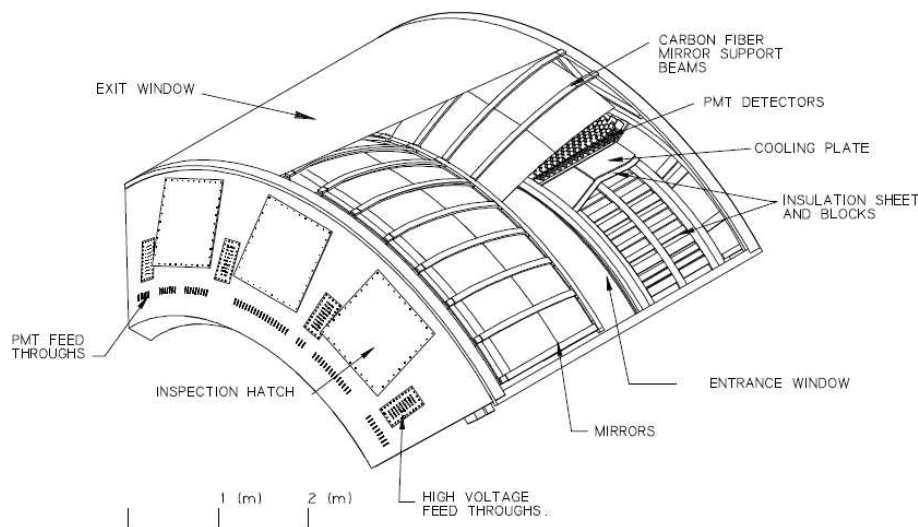 CARBON FIBER
MIRROR SUPPORT
BEAMS
EXIT WINDOW
PMT DETECTORS
COOLING PLATE
INSULATION SHEET
AND BLOCKS
PMT FEED
THROUGHS
INSPECTION HATCH
ENTRANCE WINDOW
MIRRORS
1 (m) 2 (m)
HIGH VOLTAGE
FEED THROUGHS.